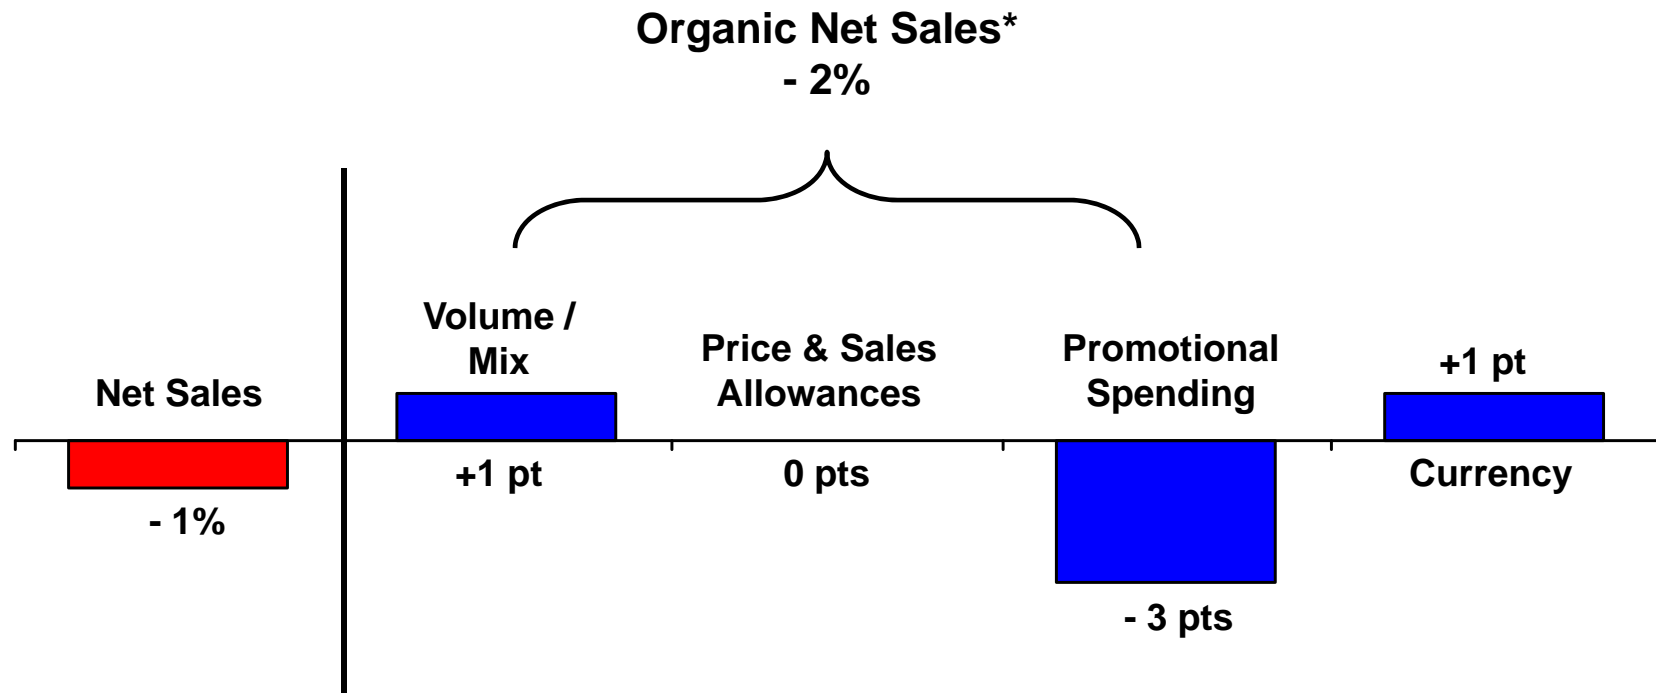 Organic Net Sales*
- 2%
Net Sales
- 1%
Volume /
Mix
+1 pt
Price & Sales
Allowances
0 pts
Promotional
Spending
- 3 pts
+1 pt
Currency